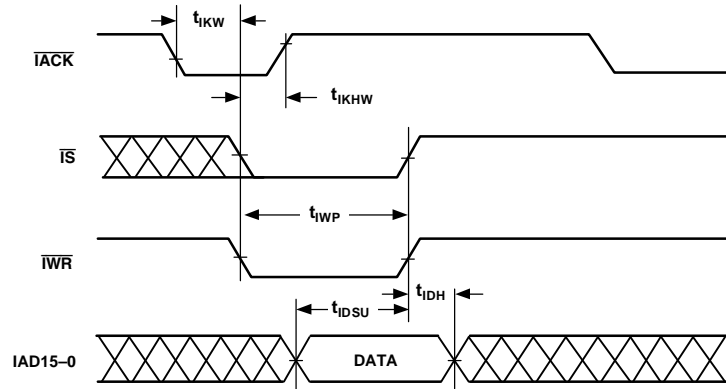 tIKW
IACK
tIKHW
IS
tIWP
IWR
tIDH
tIDSU
IAD15–0
DATA